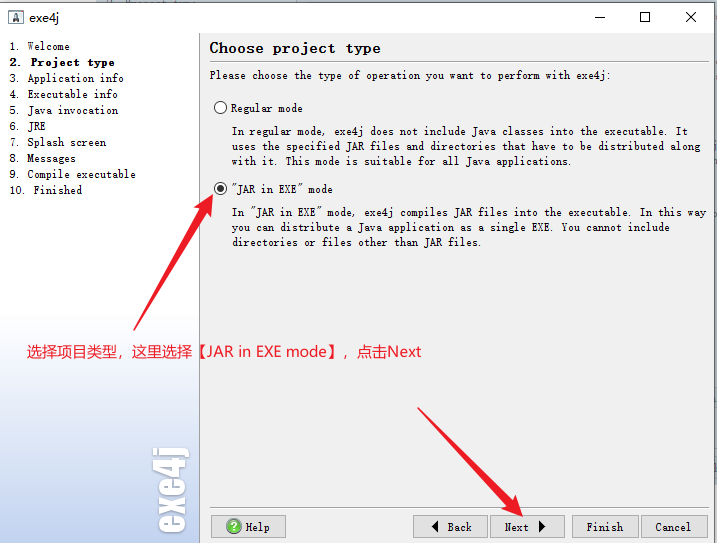 exe4j
1. Welcome
2. Project type
3. Application info
4. Executable info
5. Java invocation
6. JRE
7. Splash screen
8. Messages
9. Compile executable
10. Finished
Choose project type
Please choose the type of operation you want to perform with exe4j:
Regular mode
In regular mode, exe4j does not include Java classes into the executable. It
uses the specified JAR files and directories that have to be distributed along
with it. This mode is suitable for all Java applications.
"JAR in EXE" mode
In "JAR in EXE" mode, exe4j compiles JAR files into the executable. In this way
you can distribute a Java application as a single EXE. You cannot include
directories or files other than JAR files.
选择项目类型，这里选择【JAR in EXE mode】，点击Next
exe4j
Help
Back
Next
Finish
Cancel